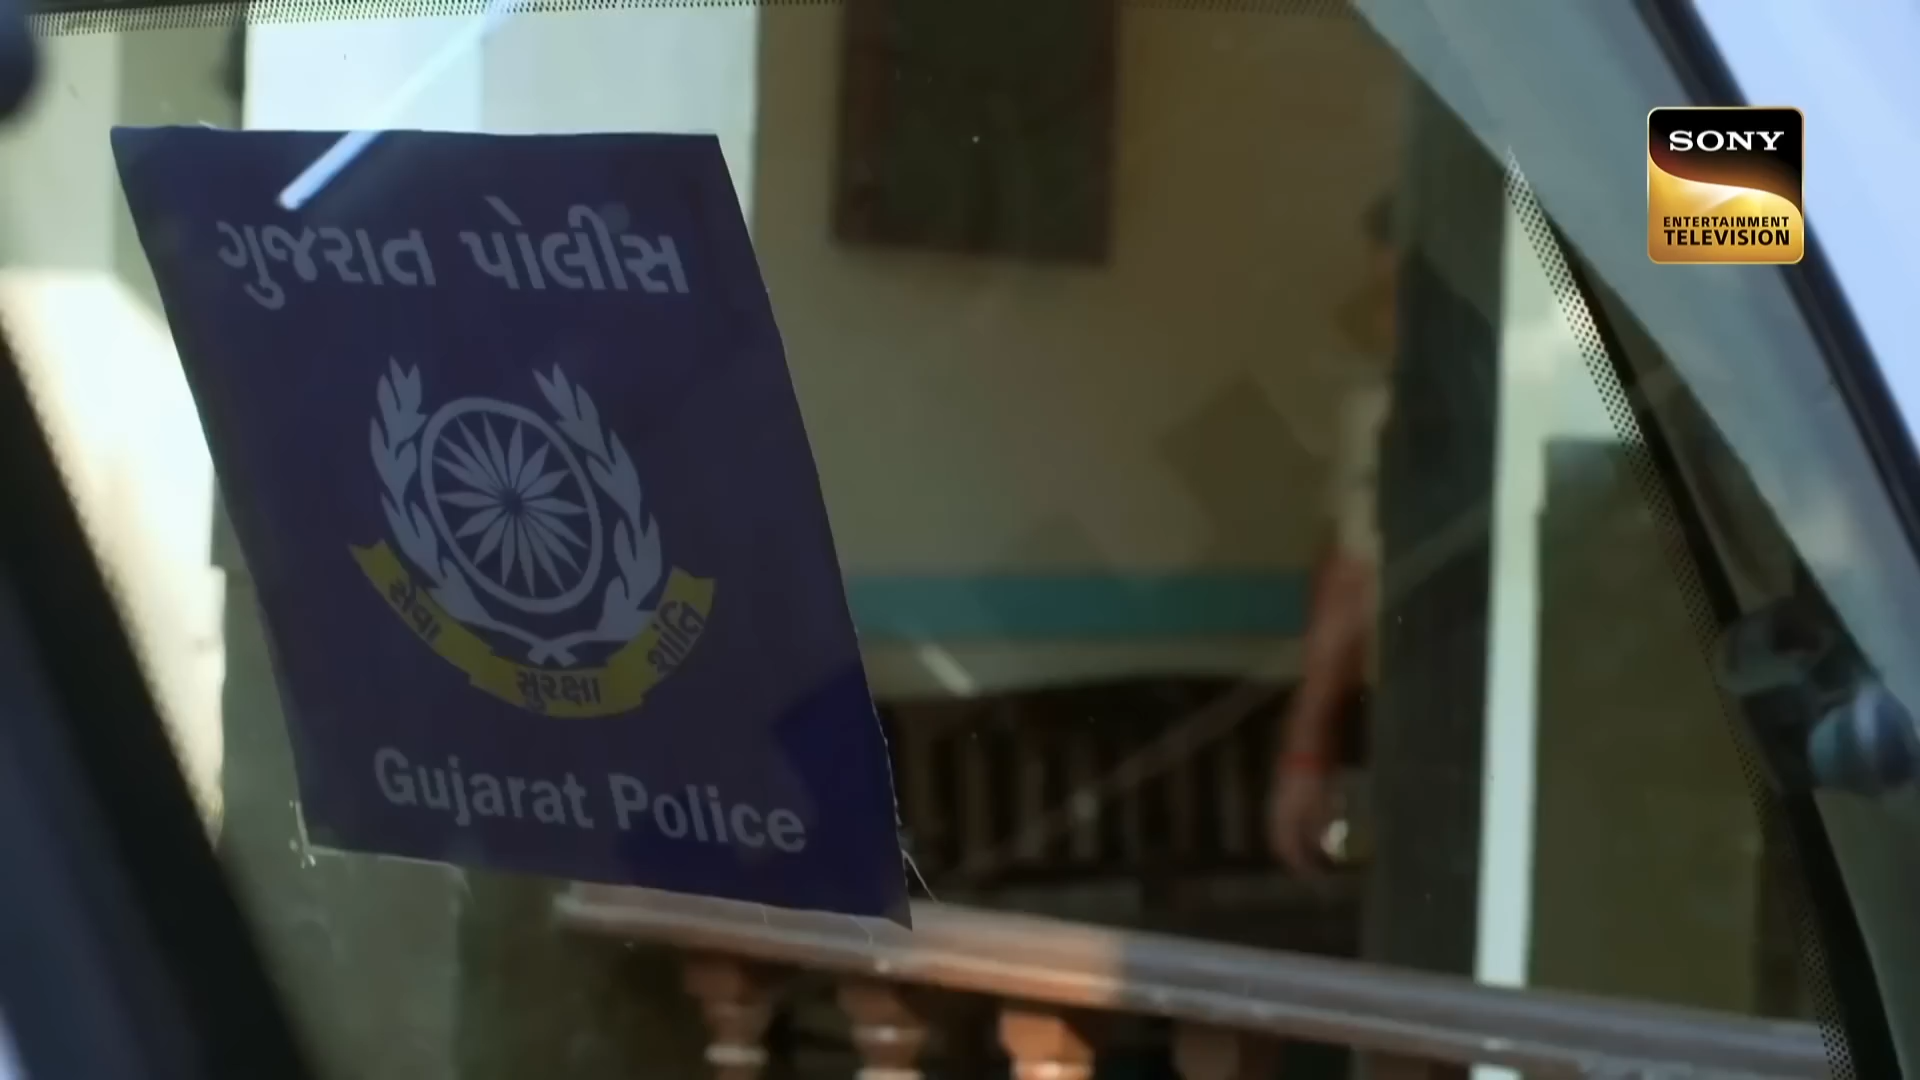 ગુજરાત પોલીસ
સેવા સુરક્ષા શાંતિ
Gujarat Police
SONY
ENTERTAINMENT
TELEVISION